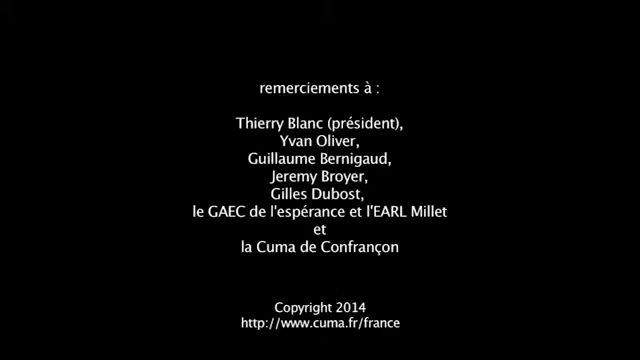 remerciements à :
Thierry Blanc (président),
Yvan Oliver,
Guillaume Bernigaud,
Jeremy Broyer,
Gilles Dubost,
le GAEC de l'espérance et l'EARL Millet
et
la Cuma de Confrançon
Copyright 2014
http://www.cuma.fr/france